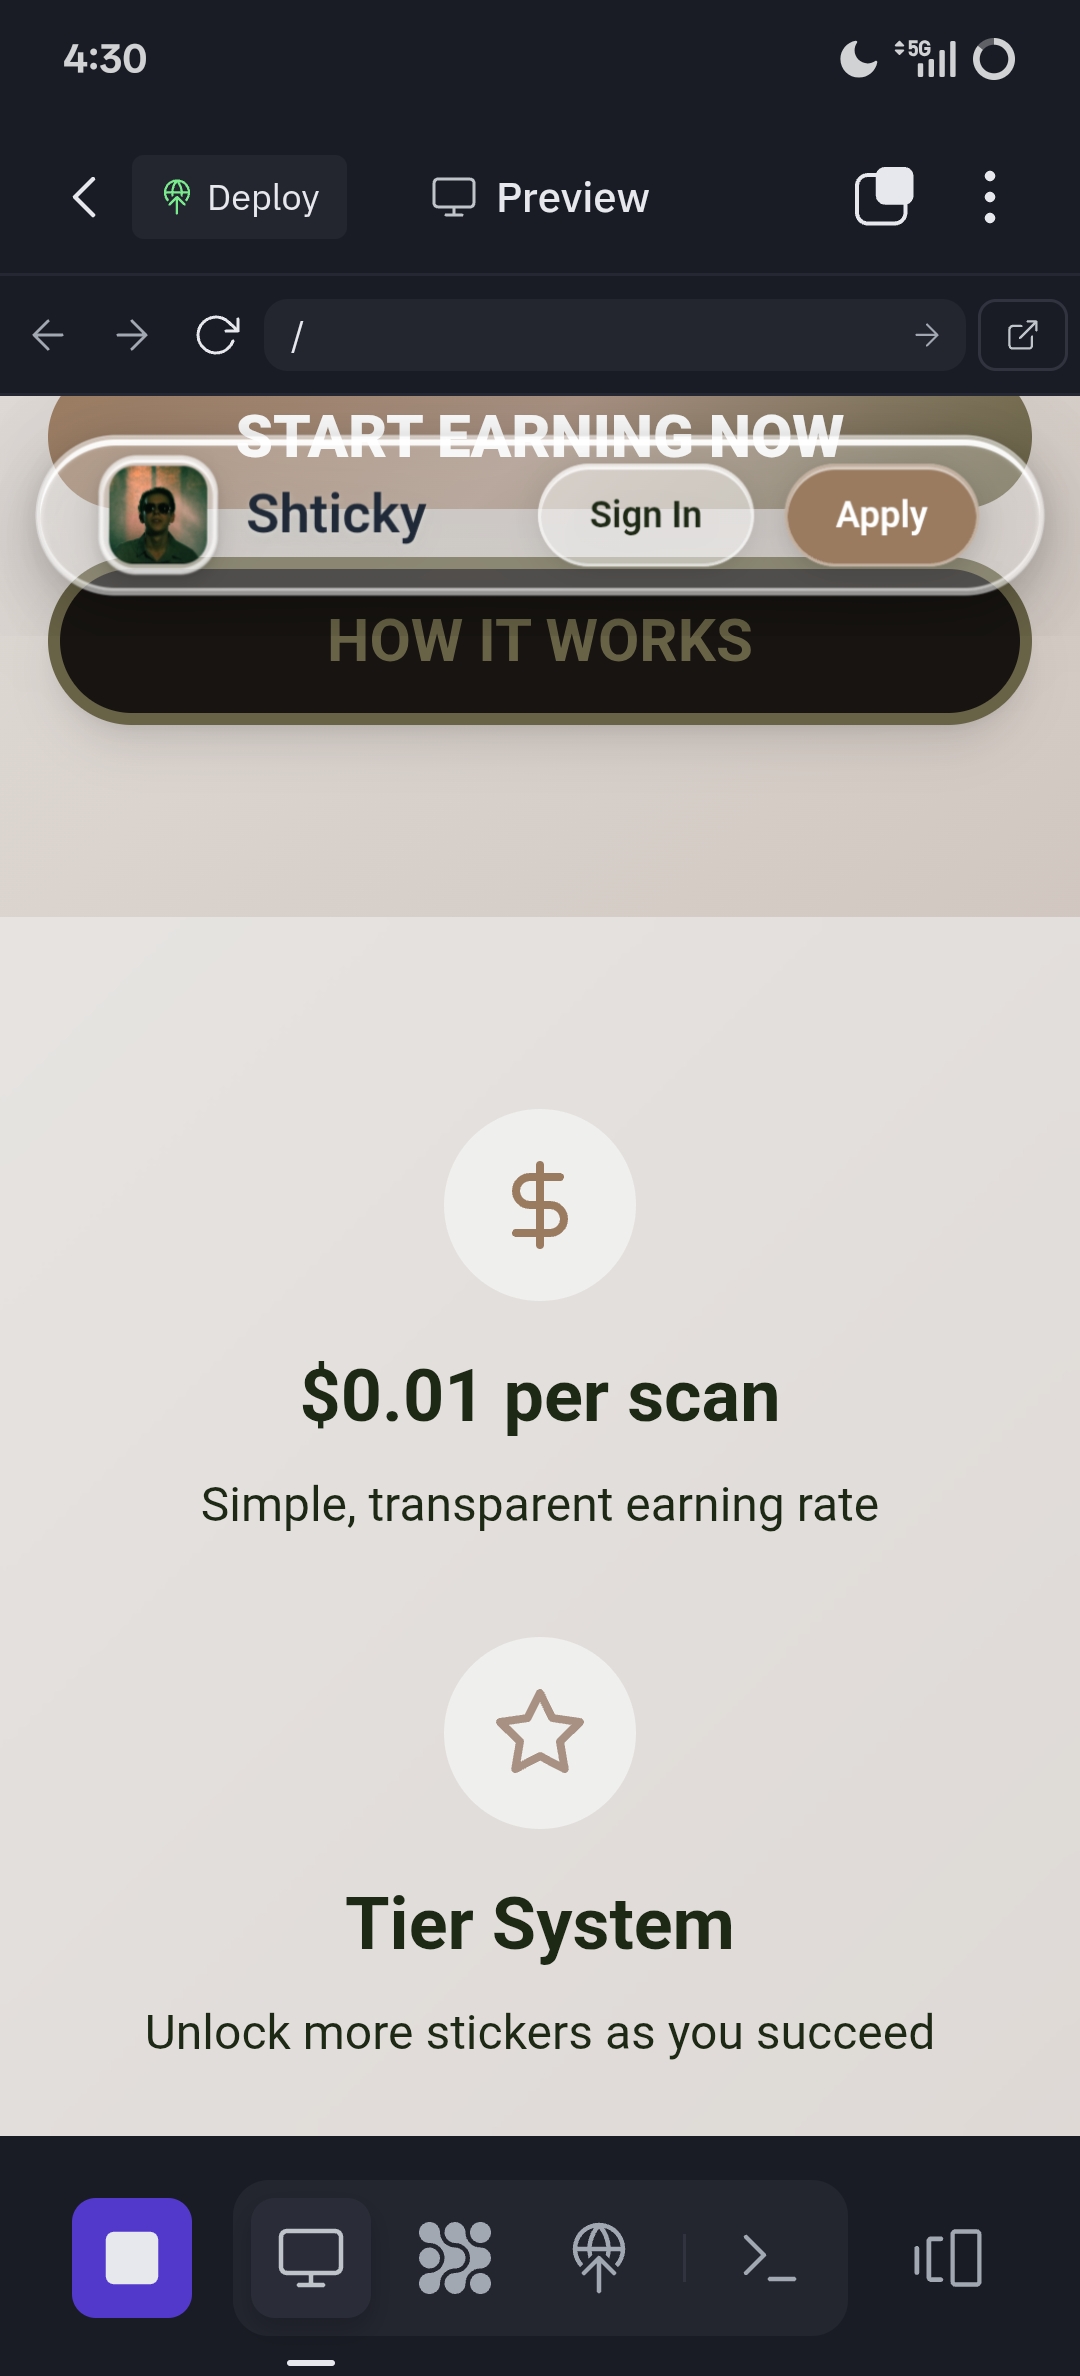 4:30
5G
Deploy
Preview
/
START EARNING NOW
Shticky
Sign In
Apply
HOW IT WORKS
$0.01 per scan
Simple, transparent earning rate
Tier System
Unlock more stickers as you succeed